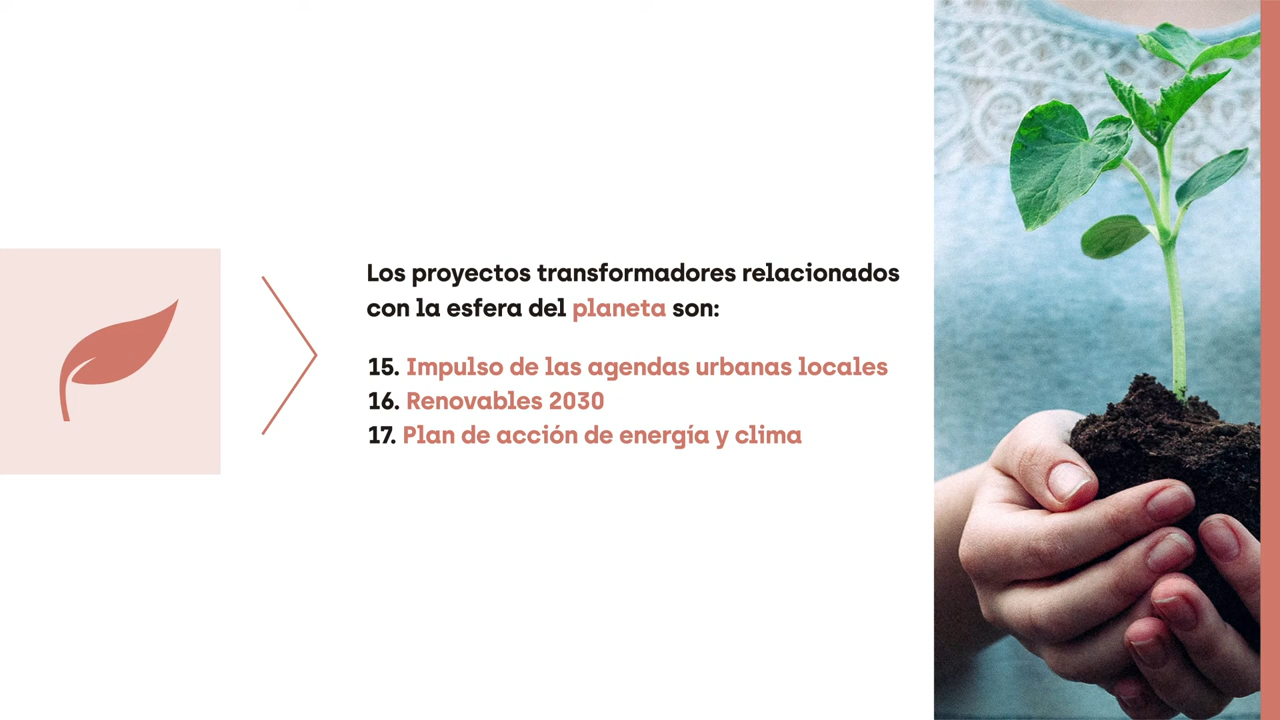 Los proyectos transformadores relacionados
con la esfera del planeta son:
15. Impulso de las agendas urbanas locales
16. Renovables 2030
17. Plan de acción de energía y clima